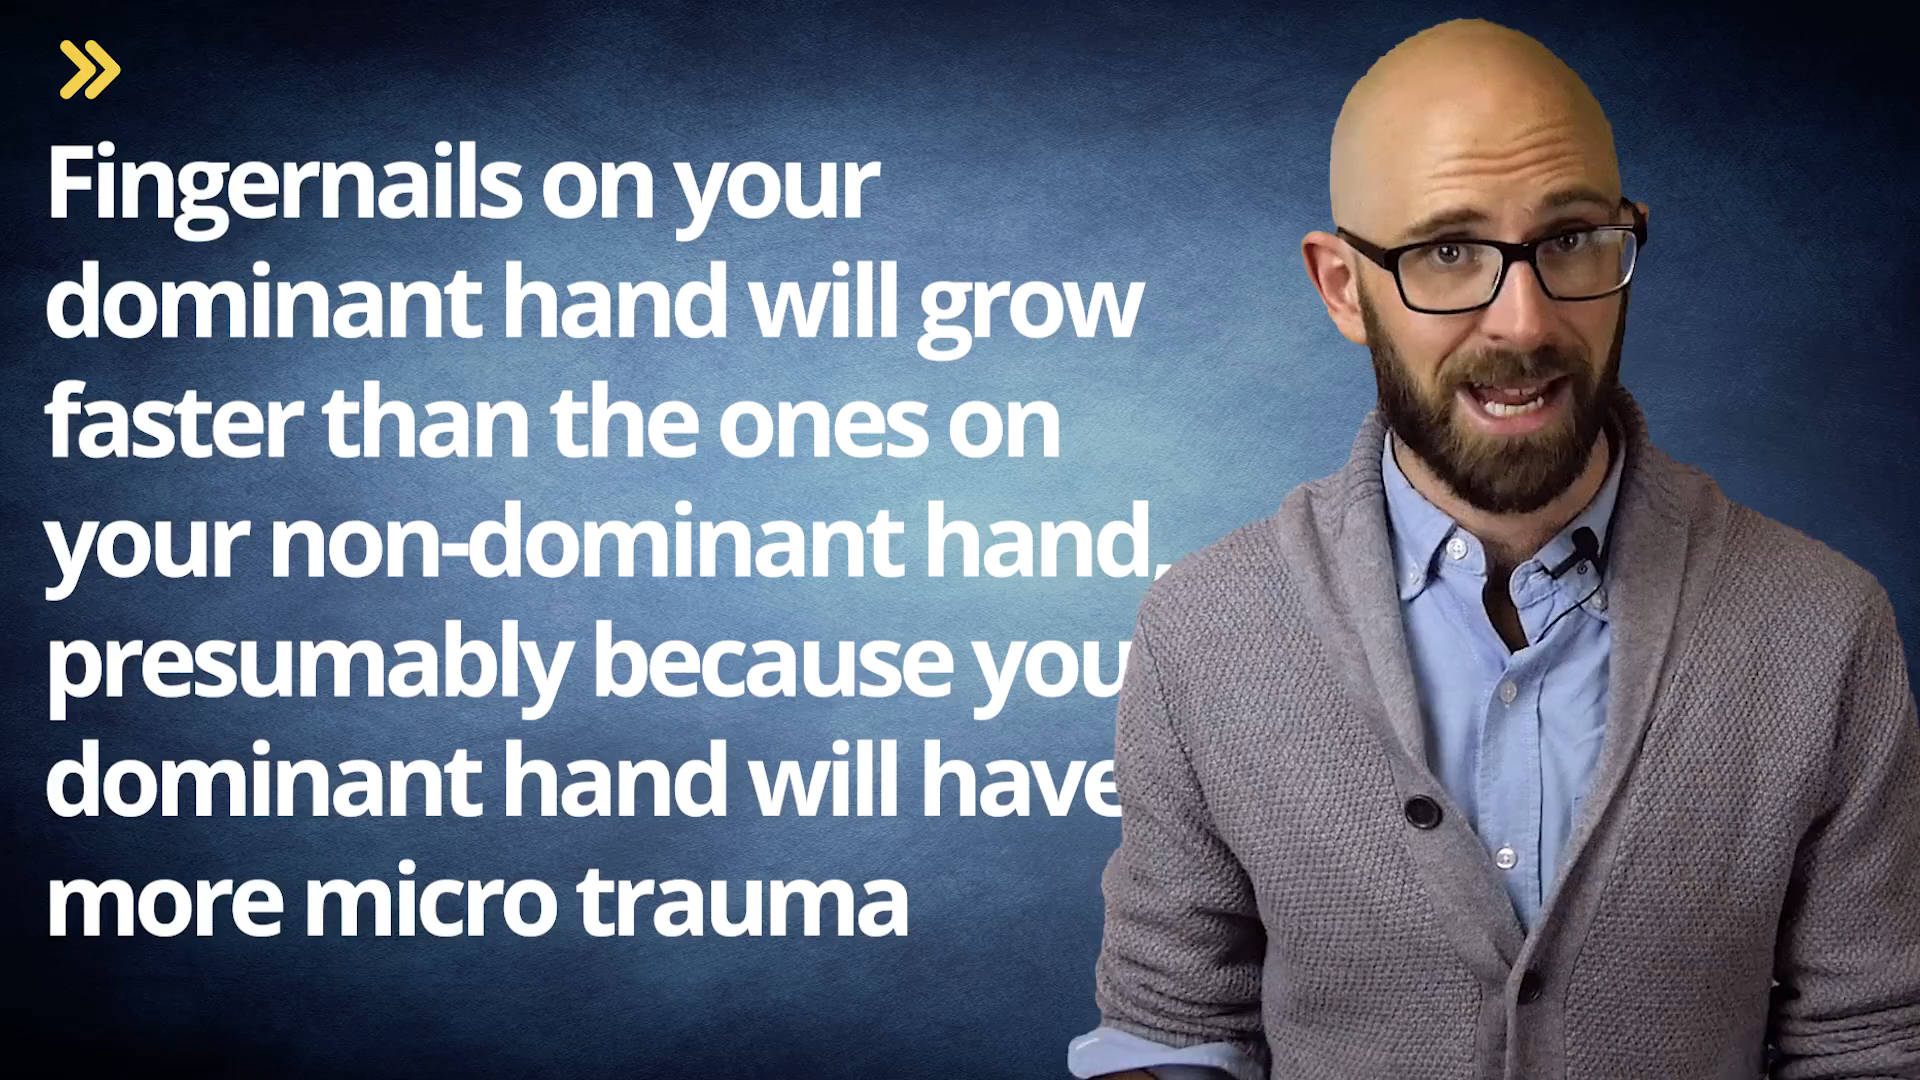 Fingernails on your
dominant hand will grow
faster than the ones on
your non-dominant hand,
presumably because you
dominant hand will have
more micro trauma